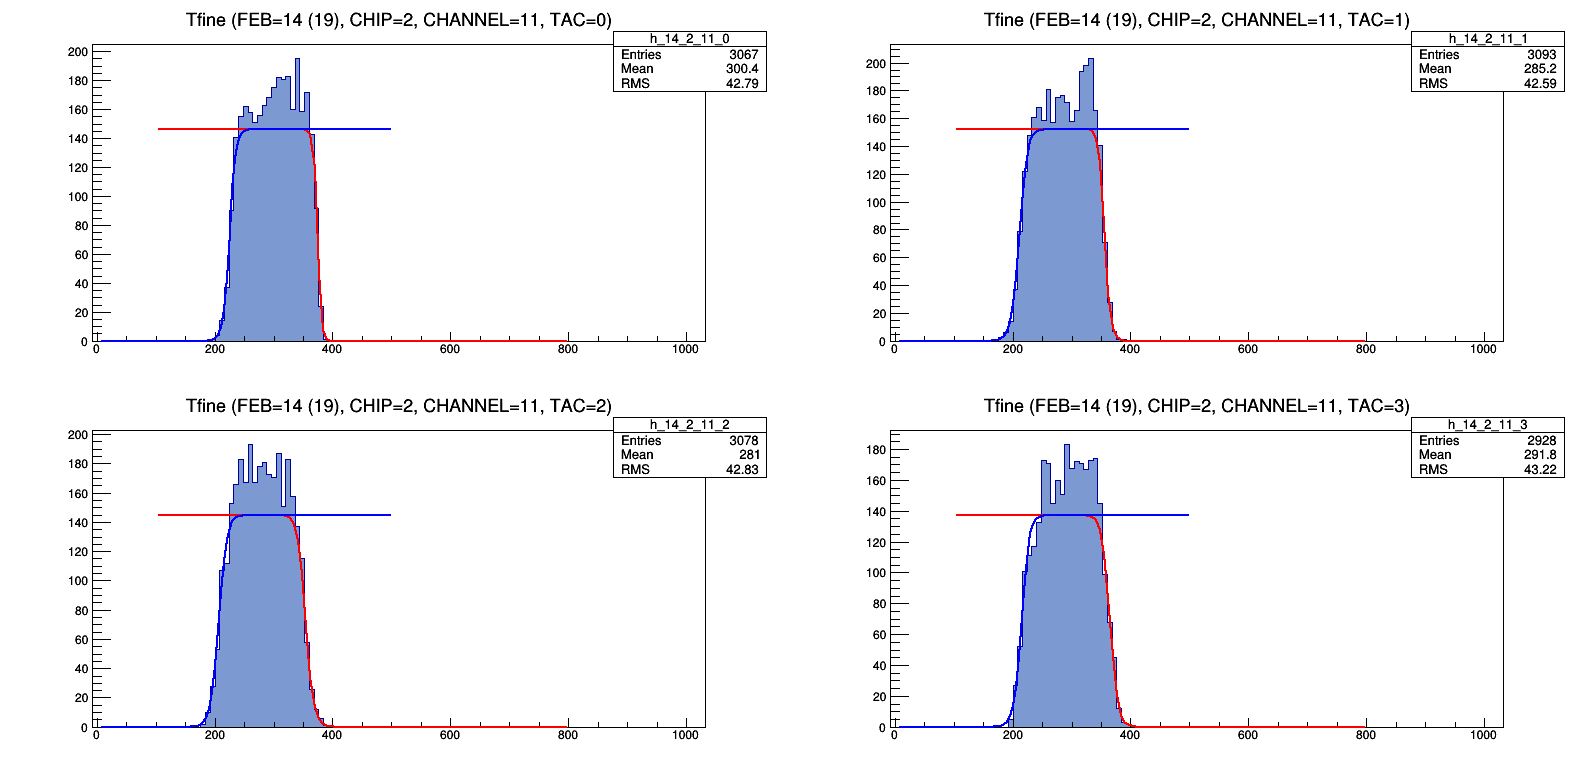 Tfine (FEB=14 (19), CHIP=2, CHANNEL=11, TAC=0)
h_14_2_11_0
Entries 3067
Mean 300.4
RMS 42.79
200
180
160
140
120
100
80
60
40
20
0
0 200 400 600 800 1000
Tfine (FEB=14 (19), CHIP=2, CHANNEL=11, TAC=1)
h_14_2_11_1
Entries 3093
Mean 285.2
RMS 42.59
200
180
160
140
120
100
80
60
40
20
0
0 200 400 600 800 1000
Tfine (FEB=14 (19), CHIP=2, CHANNEL=11, TAC=2)
h_14_2_11_2
Entries 3078
Mean 281
RMS 42.83
200
180
160
140
120
100
80
60
40
20
0
0 200 400 600 800 1000
Tfine (FEB=14 (19), CHIP=2, CHANNEL=11, TAC=3)
h_14_2_11_3
Entries 2928
Mean 291.8
RMS 43.22
180
160
140
120
100
80
60
40
20
0
0 200 400 600 800 1000